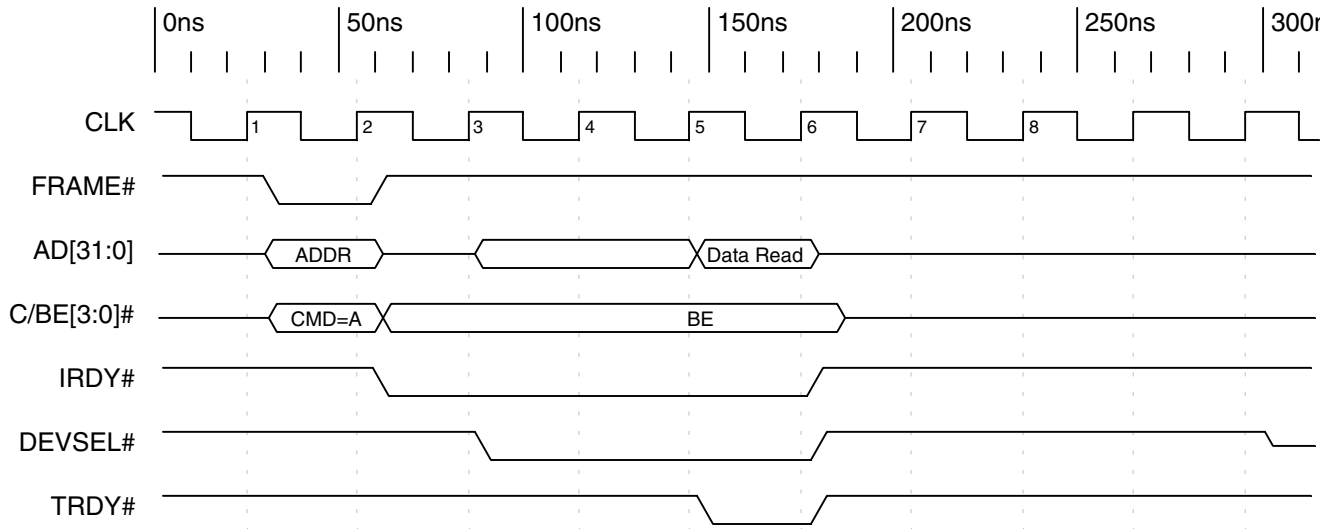 0ns 50ns 100ns 150ns 200ns 250ns 300n
CLK 1 2 3 4 5 6 7 8
FRAME#
AD[31:0] ADDR Data Read
C/BE[3:0]# CMD=A BE
IRDY#
DEVSEL#
TRDY#